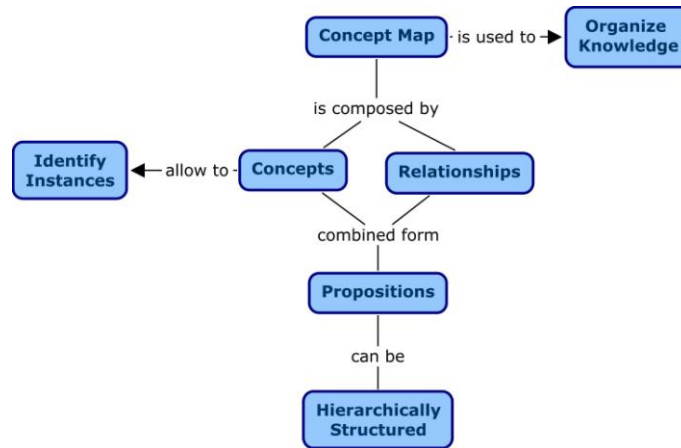 Concept Map
is used to
Organize
Knowledge
is composed by
Identify
Instances
allow to
Concepts
Relationships
combined form
Propositions
can be
Hierarchically
Structured